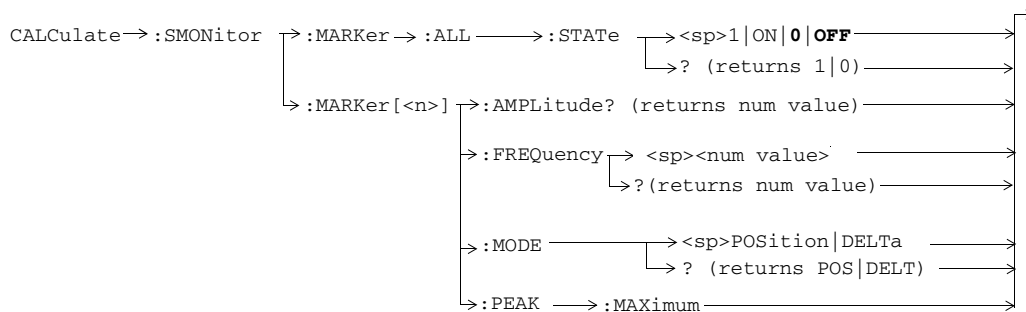 CALCulate :SMONitor :MARKer :ALL :STATe <sp>1|ON|0|OFF
? (returns 1|0)
:MARKer[<n>] :AMPLitude? (returns num value)
:FREQuency <sp><num value>
?(returns num value)
:MODE <sp>POSition|DELTa
? (returns POS|DELT)
:PEAK :MAXimum